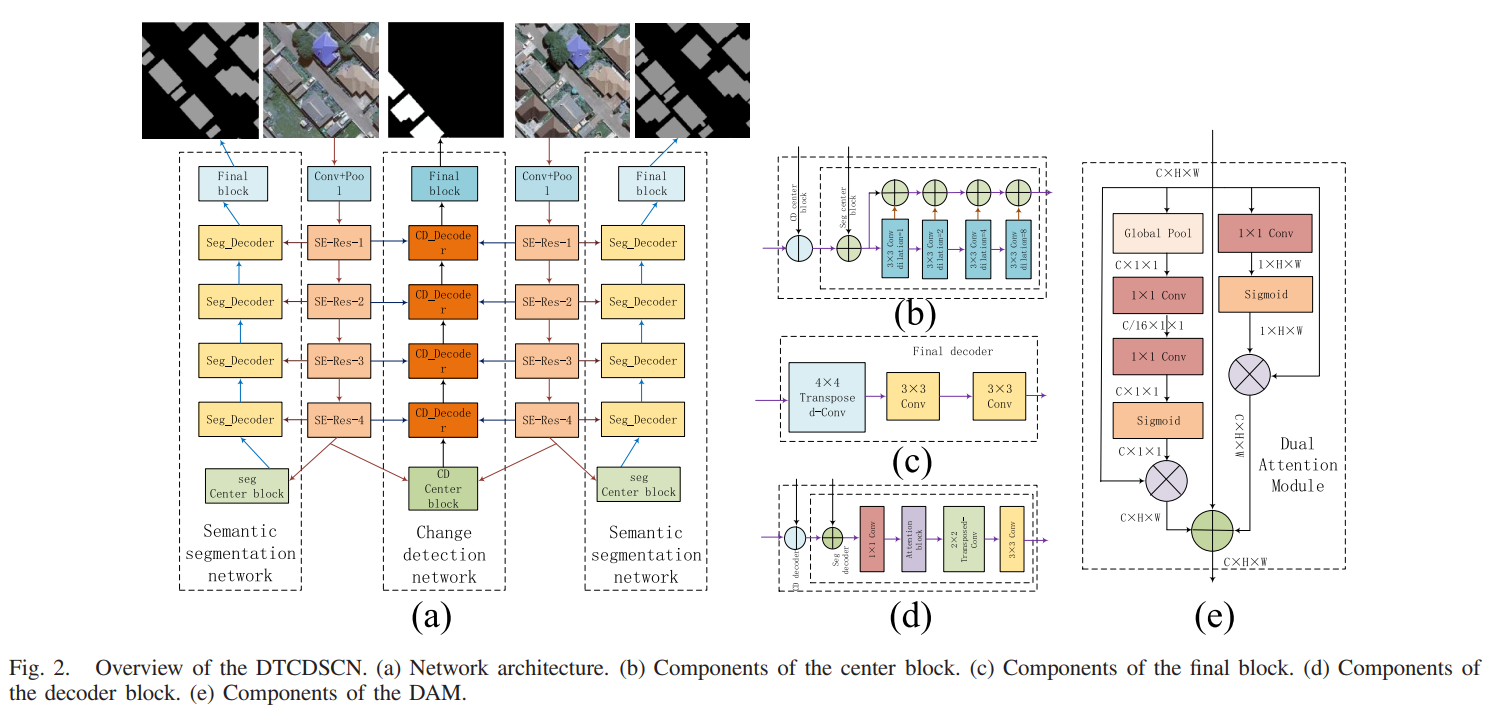 Final
block
Conv+Poo
l
Final
block
Conv+Poo
l
Final
block
Seg_Decoder
SE-Res-1
CD_Decode
r
SE-Res-1
Seg_Decoder
Seg_Decoder
SE-Res-2
CD_Decode
r
SE-Res-2
Seg_Decoder
Seg_Decoder
SE-Res-3
CD_Decode
r
SE-Res-3
Seg_Decoder
Seg_Decoder
SE-Res-4
CD_Decode
r
SE-Res-4
Seg_Decoder
seg
Center block
CD
Center
block
seg
Center block
Semantic
segmentation
network
Change
detection
network
Semantic
segmentation
network
(a)
CD center
block
Seg center
block
3×3 Conv
dilation=1
3×3 Conv
dilation=2
3×3 Conv
dilation=4
3×3 Conv
dilation=8
(b)
Final decoder
4×4
Transpose
d-Conv
3×3
Conv
3×3
Conv
(c)
CD decoder
Seg
decoder
1×1 Conv
Attention
block
2×2
Transposed-
Conv
3×3 Conv
(d)
C×H×W
Global Pool
C×1×1
1×1 Conv
C/16×1×1
1×1 Conv
C×1×1
Sigmoid
C×1×1
C×H×W
1×1 Conv
1×H×W
Sigmoid
1×H×W
C×H×W
Dual
Attention
Module
C×H×W
(e)
Fig. 2. Overview of the DTCDSCN. (a) Network architecture. (b) Components of the center block. (c) Components of the final block. (d) Components of
the decoder block. (e) Components of the DAM.